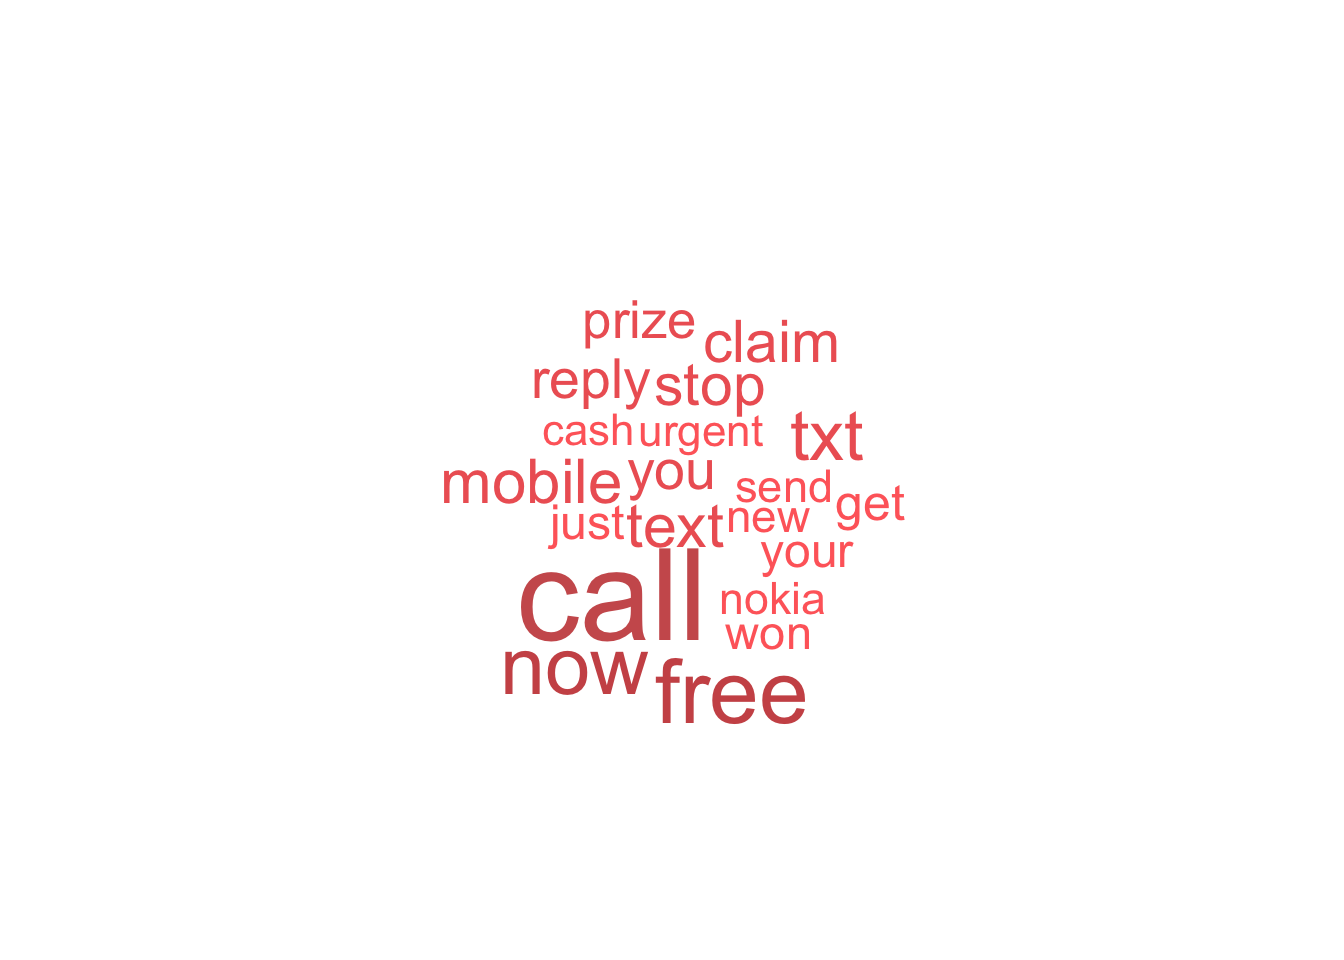 prize
claim
reply stop
cash urgent txt
mobile you send get
just text new
your
call nokia
won
now free